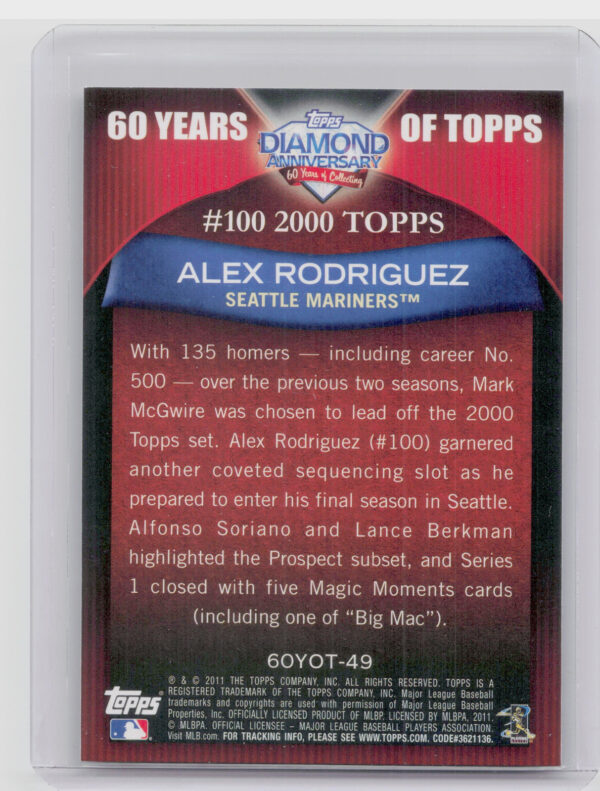 60 YEARS OF TOPPS
Topps
DIAMOND
ANNIVERSARY
60 Years of Collecting
#100 2000 TOPPS
ALEX RODRIGUEZ
SEATTLE MARINERS™
With 135 homers — including career No.
500 — over the previous two seasons, Mark
McGwire was chosen to lead off the 2000
Topps set. Alex Rodriguez (#100) garnered
another coveted sequencing slot as he
prepared to enter his final season in Seattle.
Alfonso Soriano and Lance Berkman
highlighted the Prospect subset, and Series
1 closed with five Magic Moments cards
(including one of “Big Mac”).
60YOT-49
® & © 2011 THE TOPPS COMPANY, INC. ALL RIGHTS RESERVED. TOPPS IS A
REGISTERED TRADEMARK OF THE TOPPS COMPANY, INC. Major League Baseball
trademarks and copyrights are used with permission of Major League Baseball
Properties, Inc. OFFICIALLY LICENSED PRODUCT OF MLBP. LICENSED BY MLBPA, 2011.
© MLBPA. OFFICIAL LICENSEE – MAJOR LEAGUE BASEBALL PLAYERS ASSOCIATION.
Visit MLB.com. FOR TRACKING INFO, PLEASE SEE WWW.TOPPS.COM. CODE#3621136.
Topps